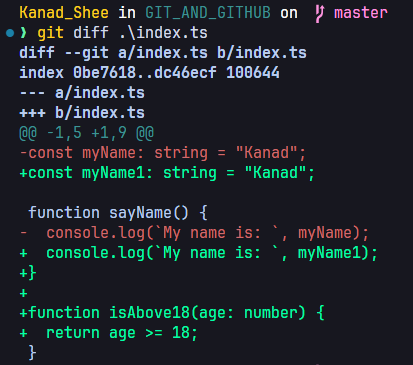 Kanad_Shee in GIT_AND_GITHUB on master
❯ git diff .\index.ts
diff --git a/index.ts b/index.ts
index 0be7618..dc46ecf 100644
--- a/index.ts
+++ b/index.ts
@@ -1,5 +1,9 @@
-const myName: string = "Kanad";
+const myName1: string = "Kanad";

 function sayName() {
-  console.log(`My name is: `, myName);
+  console.log(`My name is: `, myName1);
+}
+
+function isAbove18(age: number) {
+  return age >= 18;
 }